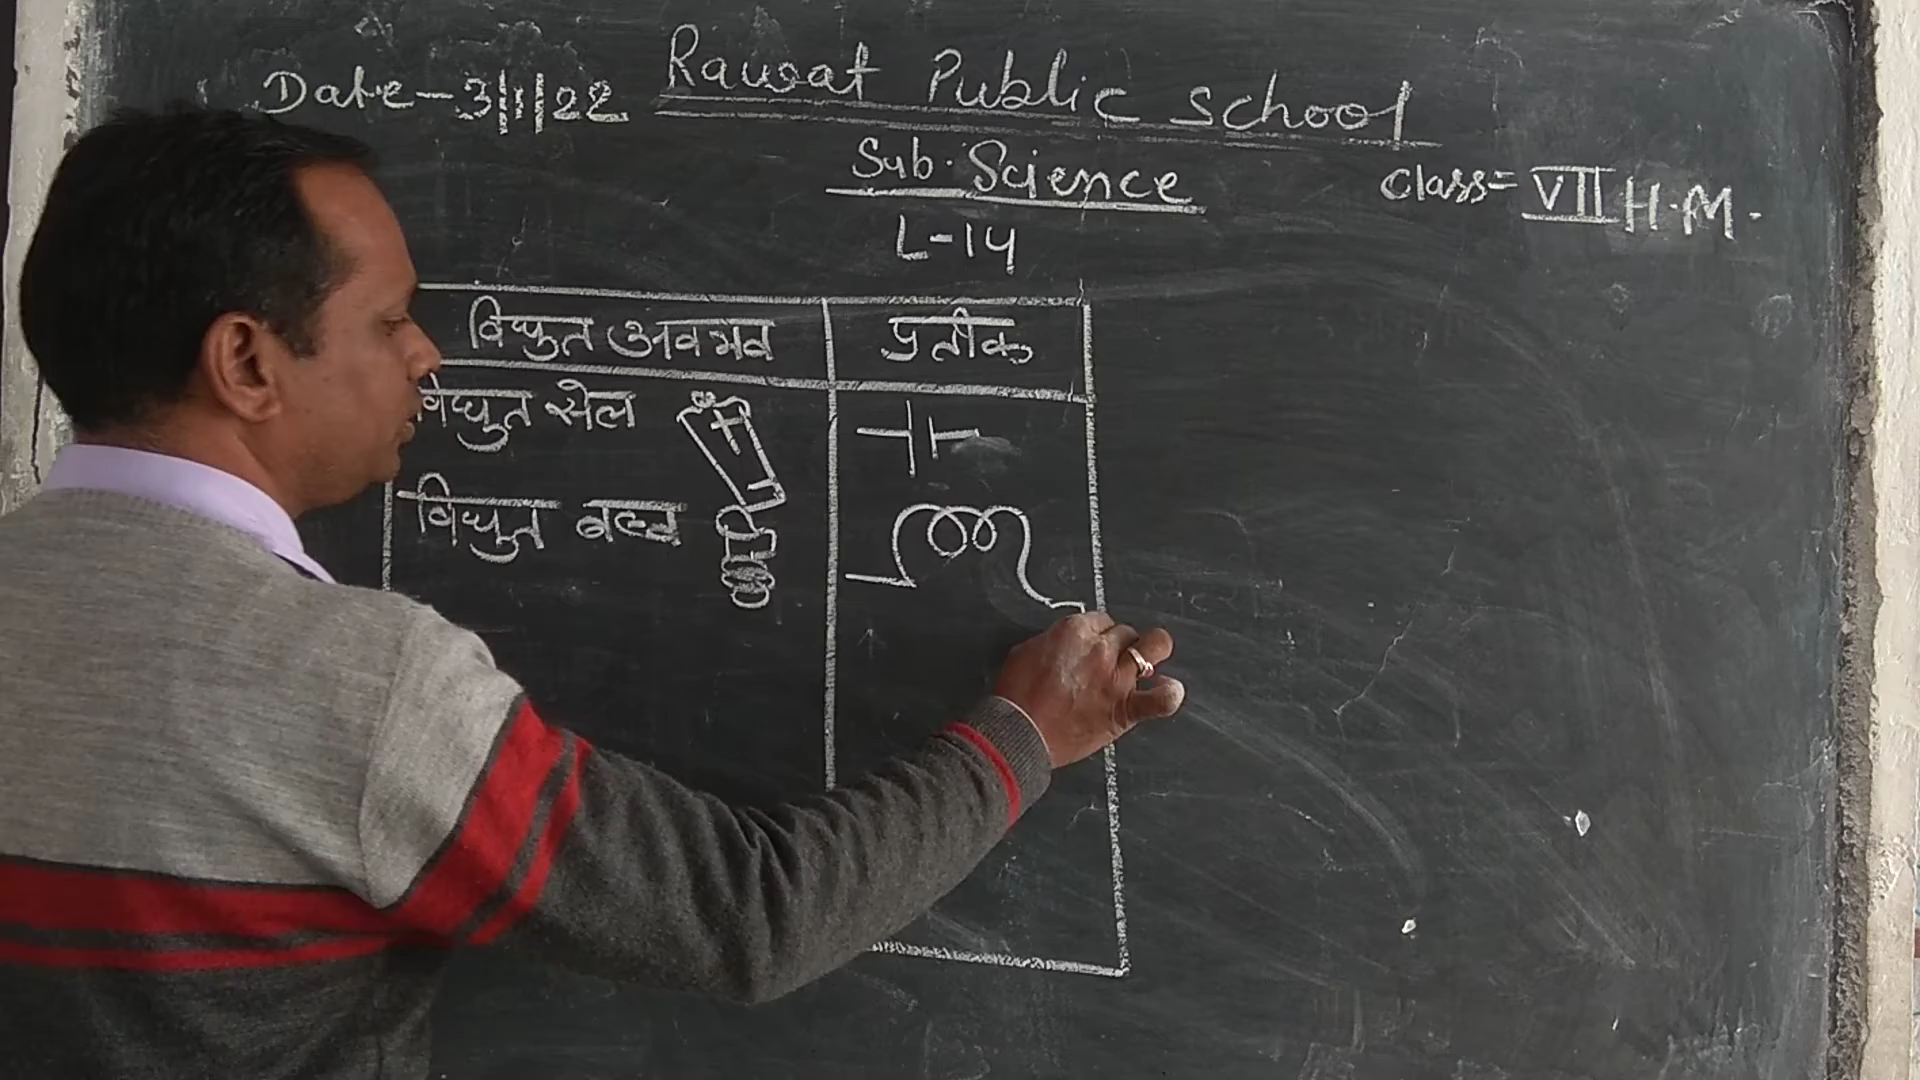 Date-3/1/22 Rawat Public School
Sub. Science
Class= VII H.M.
L-14
विद्युत अवयव प्रतीक
विद्युत सेल
विद्युत बल्ब